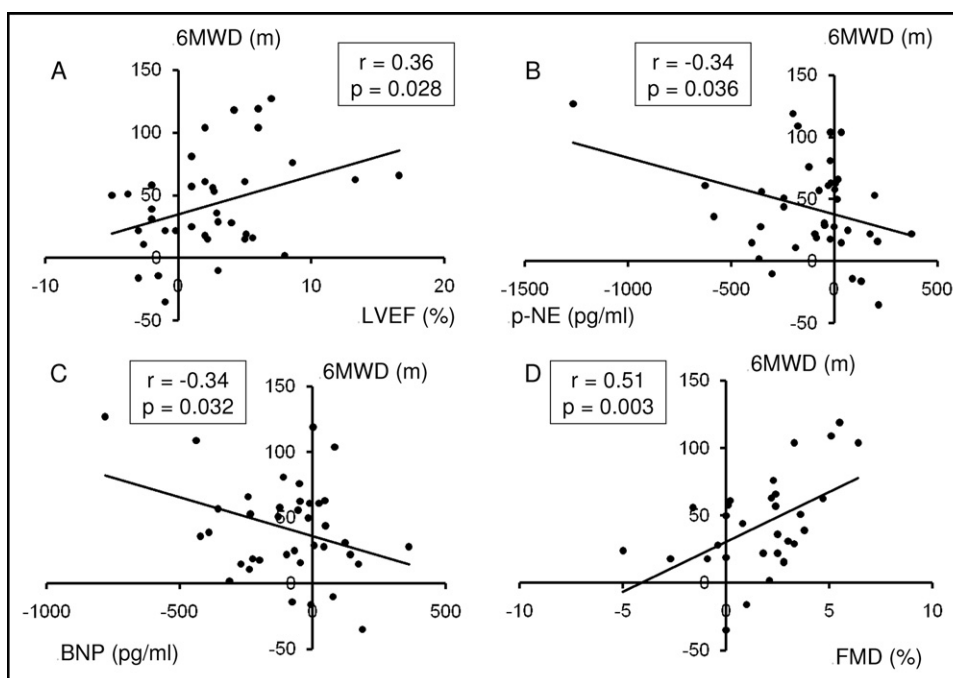 6MWD (m)
A
r = 0.36
p = 0.028
150
100
50
0
-50
-10
0
10
20
LVEF (%)
6MWD (m)
B
r = -0.34
p = 0.036
150
100
50
0
-50
-1500
-1000
-500
0
500
p-NE (pg/ml)
6MWD (m)
C
r = -0.34
p = 0.032
150
100
50
0
-50
-1000
-500
0
500
BNP (pg/ml)
6MWD (m)
D
r = 0.51
p = 0.003
150
100
50
0
-50
-10
-5
0
5
10
FMD (%)